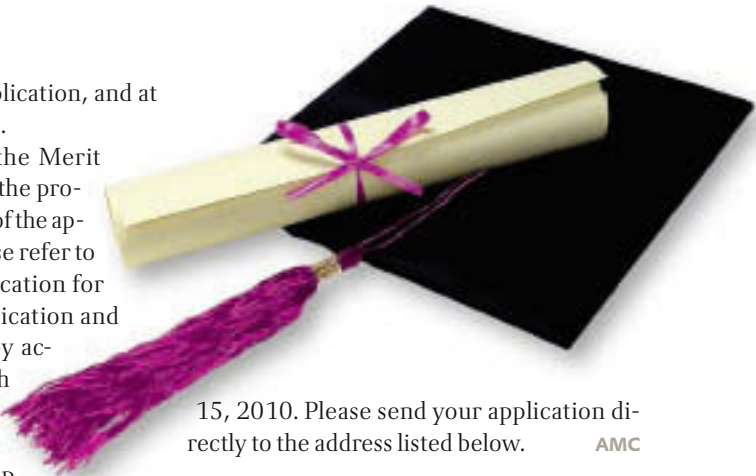 lication, and at
.
the Merit
the pro-
of the ap-
se refer to
cation for
ication and
y ac-
h
15, 2010. Please send your application di-
rectly to the address listed below. AMC